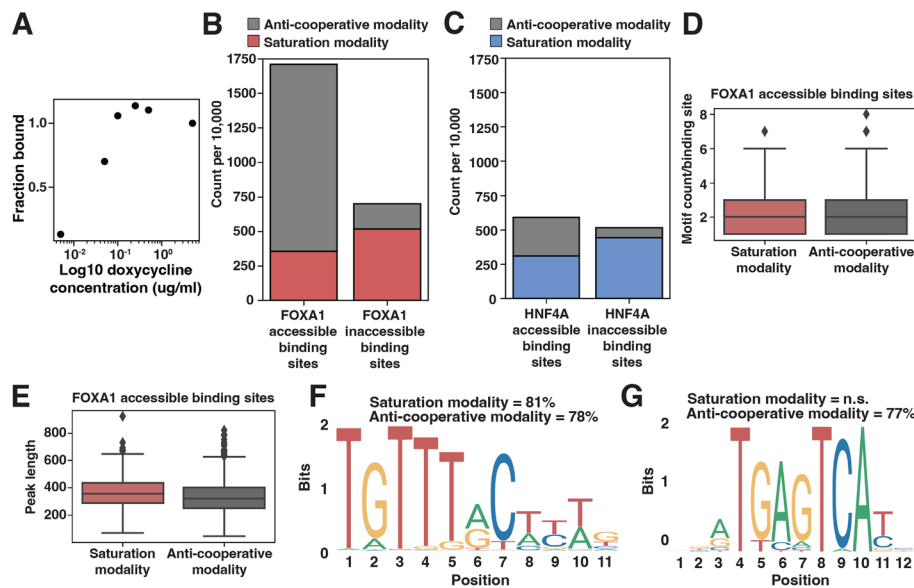 A
Fraction bound
1.0
0.5
10⁻² 10⁻¹ 10⁰
Log10 doxycycline
concentration (ug/ml)
B
Anti-cooperative modality
Saturation modality
Count per 10,000
1750
1500
1250
1000
750
500
250
0
FOXA1
accessible
binding
sites
FOXA1
inaccessible
binding
sites
C
Anti-cooperative modality
Saturation modality
Count per 10,000
1750
1500
1250
1000
750
500
250
0
HNF4A
accessible
binding
sites
HNF4A
inaccessible
binding
sites
D
FOXA1 accessible binding sites
Motif count/binding site
8
6
4
2
Saturation
modality
Anti-cooperative
modality
E
FOXA1 accessible binding sites
Peak length
800
600
400
200
Saturation
modality
Anti-cooperative
modality
F
Saturation modality = 81%
Anti-cooperative modality = 78%
Bits
2
1
0
T G A T T G T G A G C T T A T C T A G
1 2 3 4 5 6 7 8 9 10 11
Position
G
Saturation modality = n.s.
Anti-cooperative modality = 77%
Bits
2
1
0
A G T G T A C G A T C A T C
1 2 3 4 5 6 7 8 9 10 11 12
Position